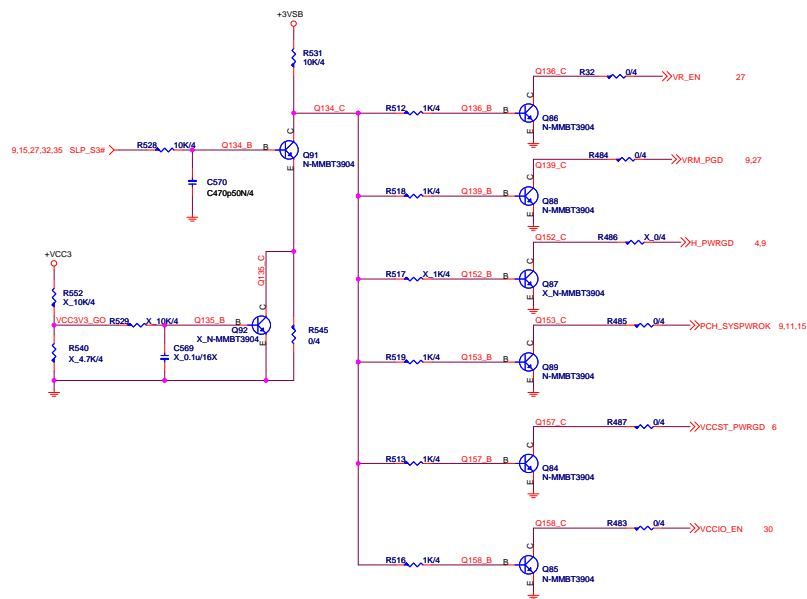 +3VSB
R531
10K/4
Q134_C
9,15,27,32,35 SLP_S3#
R528
10K/4
Q134_B
B
C
E
Q91
N-MMBT3904
C570
C470p50N/4
+VCC3
R552
X_10K/4
VCC3V3_GO
R529
X_10K/4
Q135_B
B
C
E
Q135_C
Q92
X_N-MMBT3904
R540
X_4.7K/4
C569
X_0.1u/16X
R545
0/4
R512
1K/4
Q136_B
B
C
E
Q136_C
R32
0/4
VR_EN 27
Q86
N-MMBT3904
R518
1K/4
Q139_B
B
C
E
Q139_C
R484
0/4
VRM_PGD 9,27
Q88
N-MMBT3904
R517
X_1K/4
Q152_B
B
C
E
Q152_C
R486
X_0/4
H_PWRGD 4,9
Q87
X_N-MMBT3904
R519
1K/4
Q153_B
B
C
E
Q153_C
R485
0/4
PCH_SYSPWROK 9,11,15
Q89
N-MMBT3904
R513
1K/4
Q157_B
B
C
E
Q157_C
R487
0/4
VCCST_PWRGD 6
Q84
N-MMBT3904
R516
1K/4
Q158_B
B
C
E
Q158_C
R483
0/4
VCCIO_EN 30
Q85
N-MMBT3904